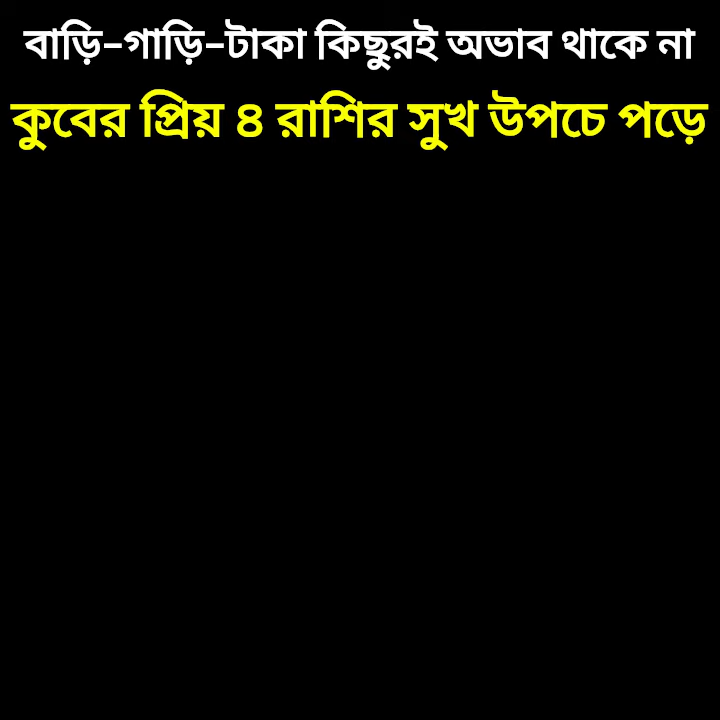 বাড়ি-গাড়ি-টাকা কিছুরই অভাব থাকে না
কুবের প্রিয় ৪ রাশির সুখ উপচে পড়ে